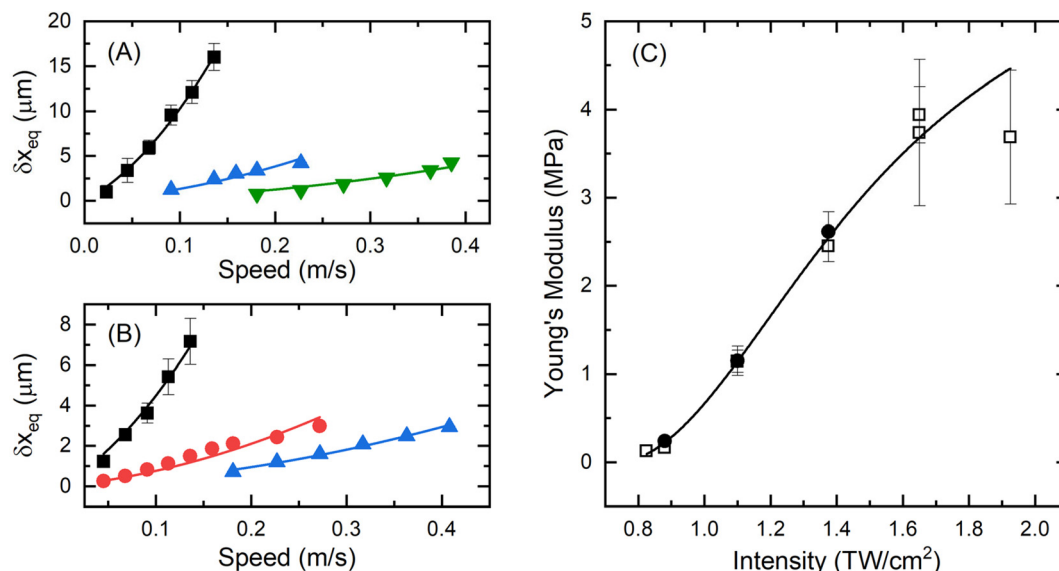 (A)
δx_eq (μm)
20
15
10
5
0
0.0 0.1 0.2 0.3 0.4
Speed (m/s)
(B)
δx_eq (μm)
8
6
4
2
0
0.1 0.2 0.3 0.4
Speed (m/s)
(C)
Young's Modulus (MPa)
5
4
3
2
1
0
0.8 1.0 1.2 1.4 1.6 1.8 2.0
Intensity (TW/cm²)